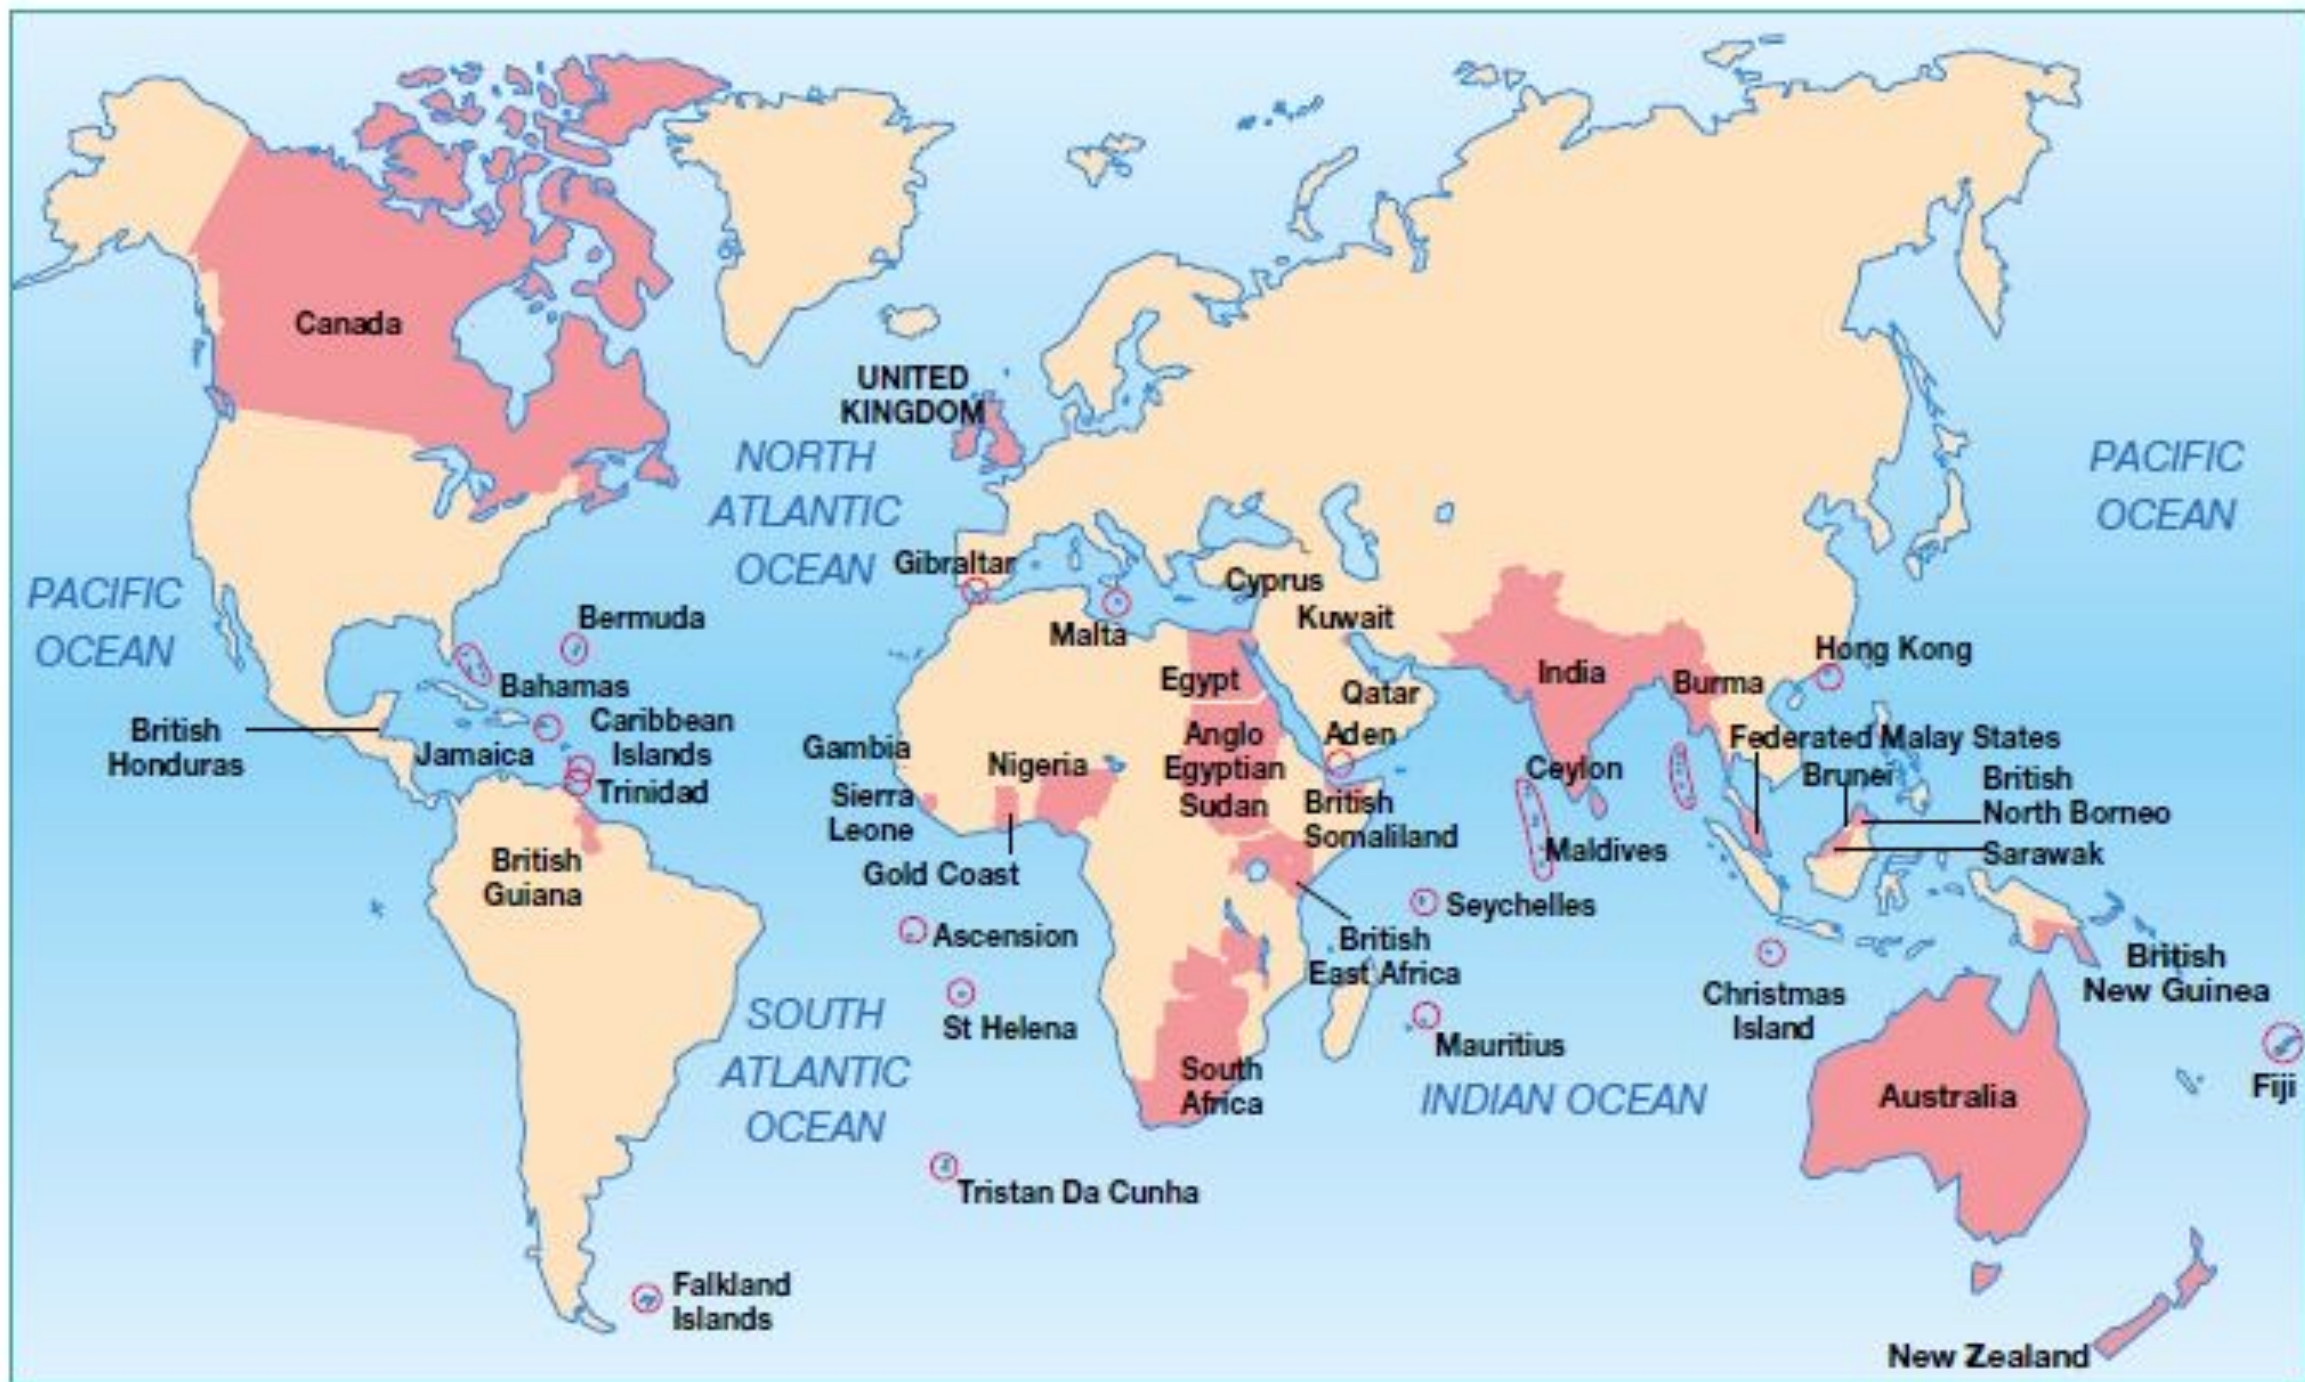 Canada
UNITED
KINGDOM
NORTH
ATLANTIC
OCEAN
PACIFIC
OCEAN
PACIFIC
OCEAN
Gibraltar
Cyprus
Kuwait
Malta
Bermuda
Bahamas
Egypt
Qatar
India
Burma
Hong Kong
British
Honduras
Jamaica
Caribbean
Islands
Trinidad
Gambia
Sierra
Leone
Nigeria
Gold Coast
Anglo
Egyptian
Sudan
Aden
British
Somaliland
Ceylon
Maldives
Federated Malay States
Brunei
British
North Borneo
Sarawak
British
Guiana
Ascension
St Helena
British
East Africa
Seychelles
Mauritius
Christmas
Island
British
New Guinea
Fiji
SOUTH
ATLANTIC
OCEAN
South
Africa
INDIAN OCEAN
Australia
Tristan Da Cunha
Falkland
Islands
New Zealand